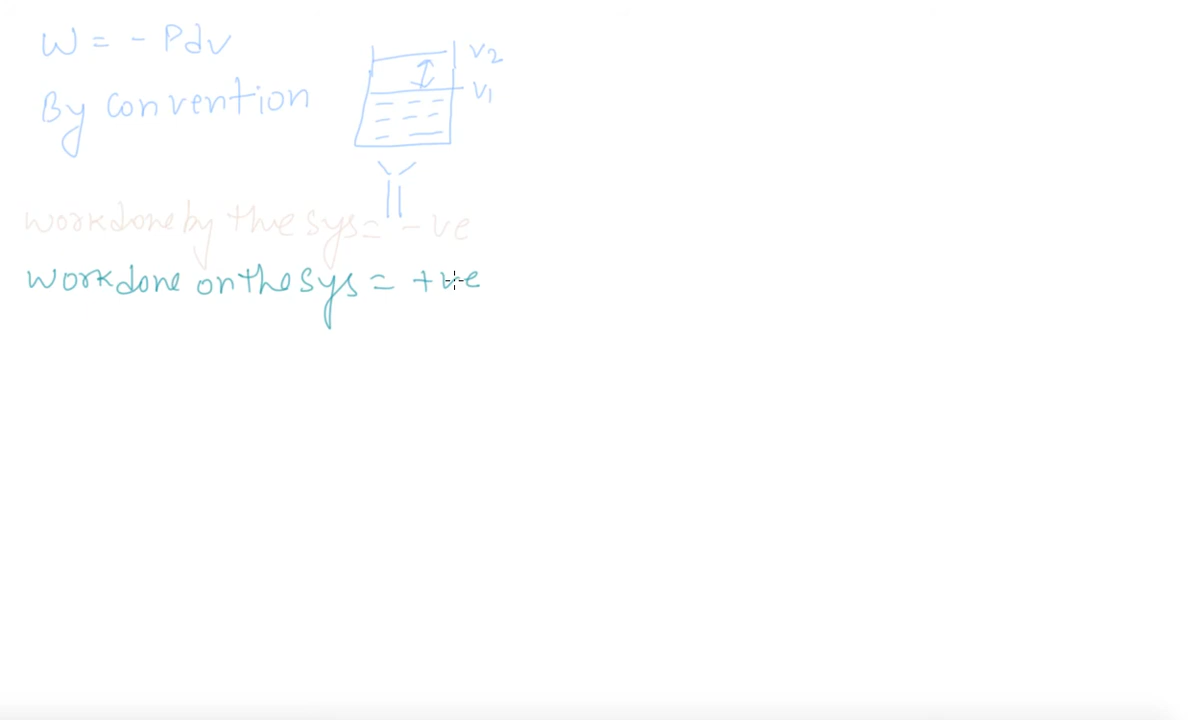 W = - Pdv
By Convention
V2
V1
workdone by the sys = -ve
workdone on the sys = +ve